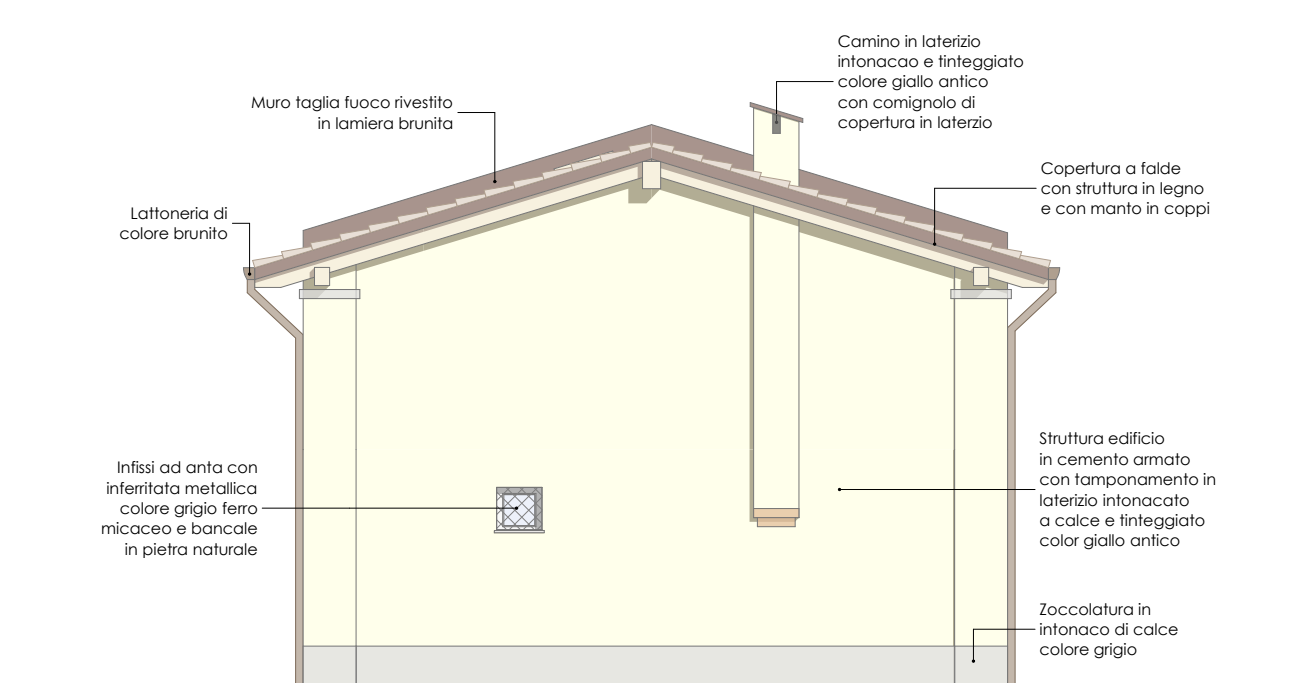 Camino in laterizio
intonacao e tinteggiato
colore giallo antico
con comignolo di
copertura in laterzio
Muro taglia fuoco rivestito
in lamiera brunita
Copertura a falde
con struttura in legno
e con manto in coppi
Lattoneria di
colore brunito
Struttura edificio
in cemento armato
con tamponamento in
laterizio intonacato
a calce e tinteggiato
color giallo antico
Infissi ad anta con
inferritata metallica
colore grigio ferro
micaceo e bancale
in pietra naturale
Zoccolatura in
intonaco di calce
colore grigio